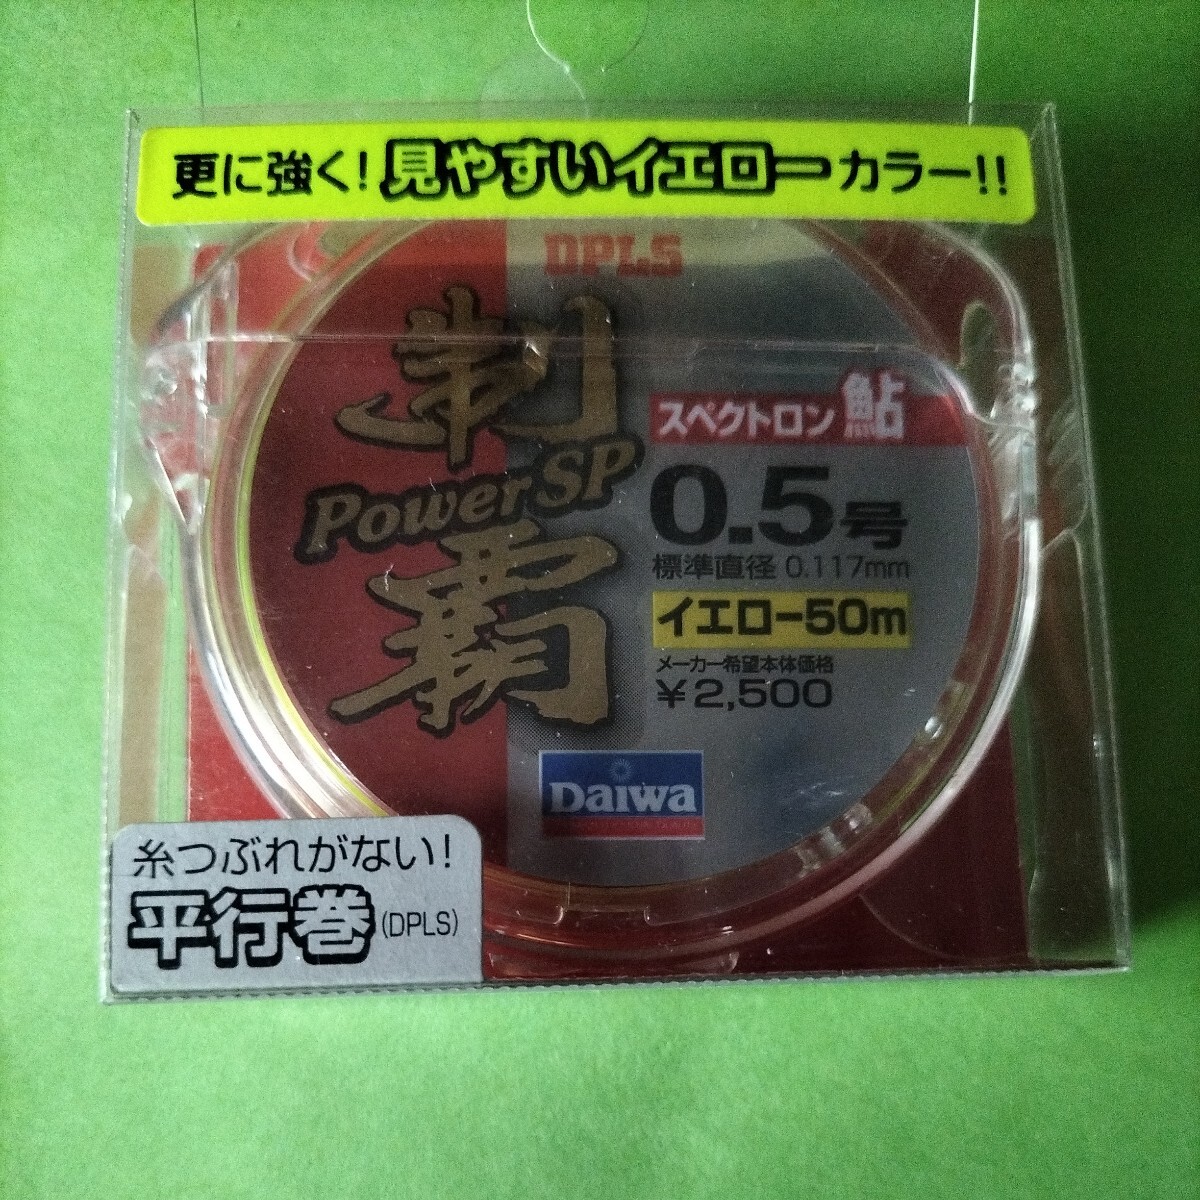 更に強く!見やすいイエローカラー!!
DPLS
制覇
PowerSP
スペクトロン鮎
0.5号
標準直径 0.117mm
イエロー50m
メーカー希望本体価格
¥2,500
Daiwa
糸つぶれがない!
平行巻(DPLS)